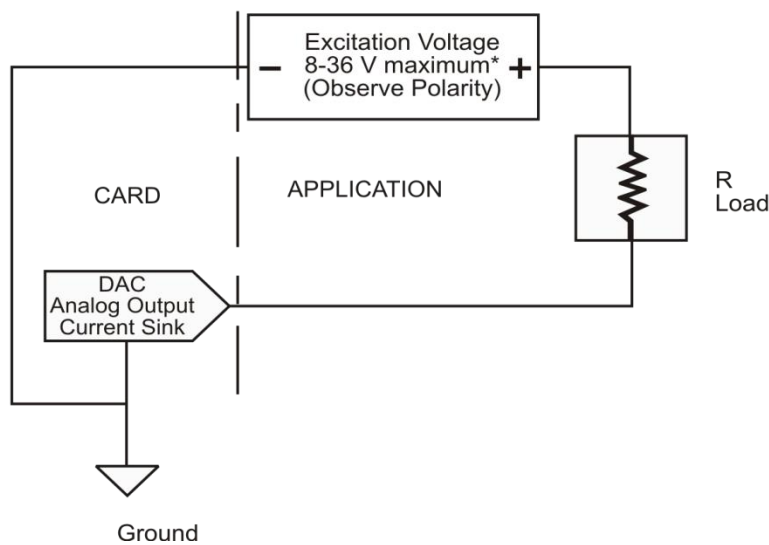 Excitation Voltage
− 8-36 V maximum* +
(Observe Polarity)
CARD
APPLICATION
R
Load
DAC
Analog Output
Current Sink
Ground